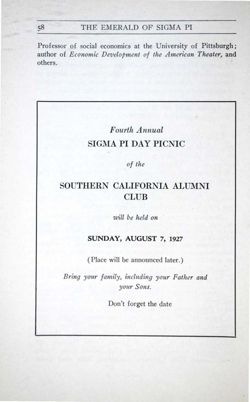 58 THE EMERALD OF SIGMA PI
Professor of social economics at the University of Pittsburgh;
author of Economic Development of the American Theater, and
others.
Fourth Annual
SIGMA PI DAY PICNIC
of the
SOUTHERN CALIFORNIA ALUMNI
CLUB
will be held on
SUNDAY, AUGUST 7, 1927
(Place will be announced later.)
Bring your family, including your Father and
your Sons.
Don't forget the date